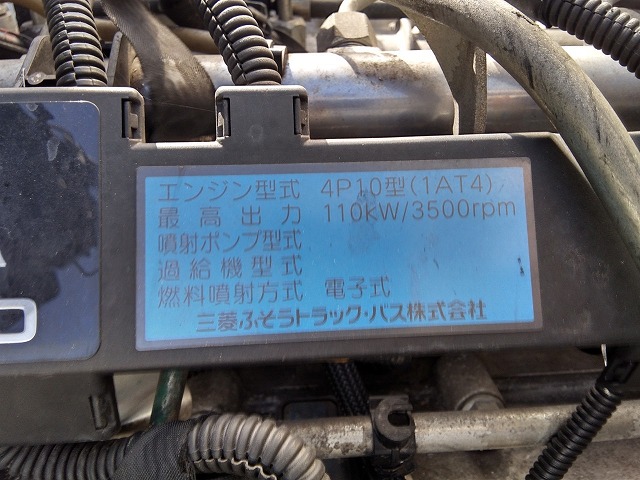 エンジン型式 4P10型(1AT4)
最高出力 110kW/3500rpm
噴射ポンプ型式
過給機型式
燃料噴射方式 電子式
三菱ふそうトラック・バス株式会社